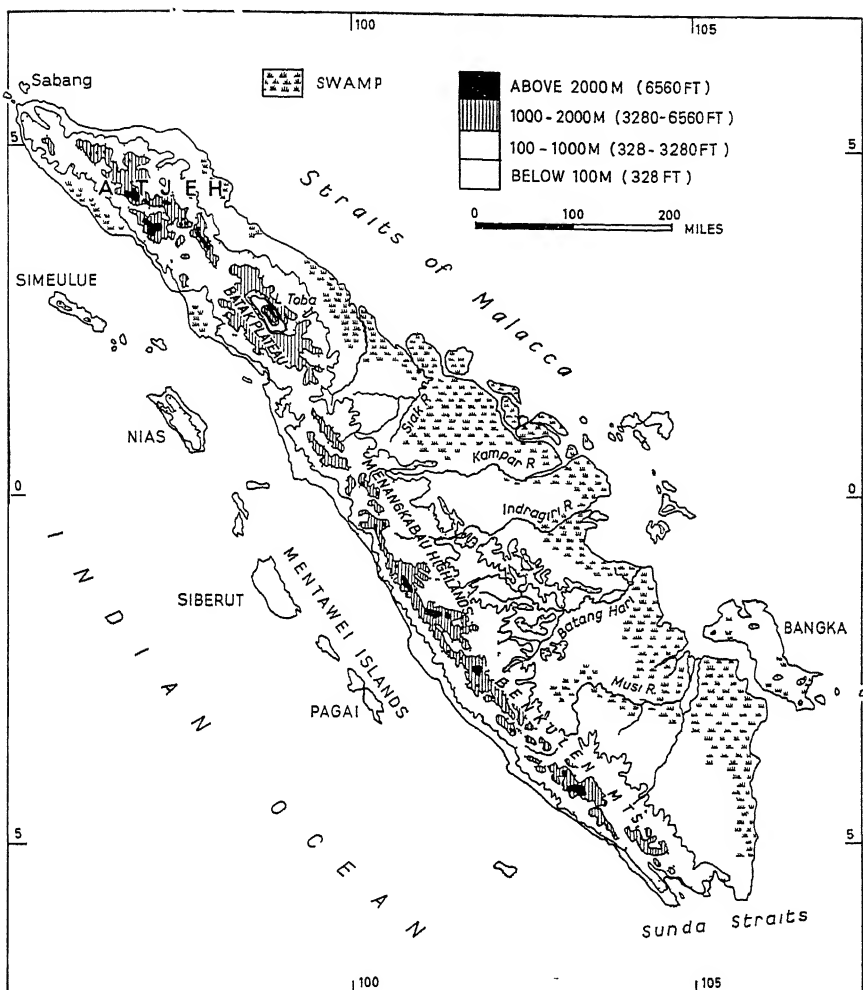 100
105
Sabang
SWAMP
ABOVE 2000 M (6560 FT)
1000-2000 M (3280-6560 FT)
100-1000 M (328-3280 FT)
BELOW 100 M (328 FT)
0 100 200 MILES
5
5
ATJEH
Straits of Malacca
SIMEULUE
L. Toba
BATAK PLATEAU
NIAS
Siak R
Kampar R
0
0
MENANGKABAU HIGHLANDS
Indragiri R.
INDIAN OCEAN
MENTAWEI ISLANDS
SIBERUT
Batang Hari
BANGKA
PAGAI
Musi R.
BENKULEN MTS.
5
5
Sunda Straits
100
105